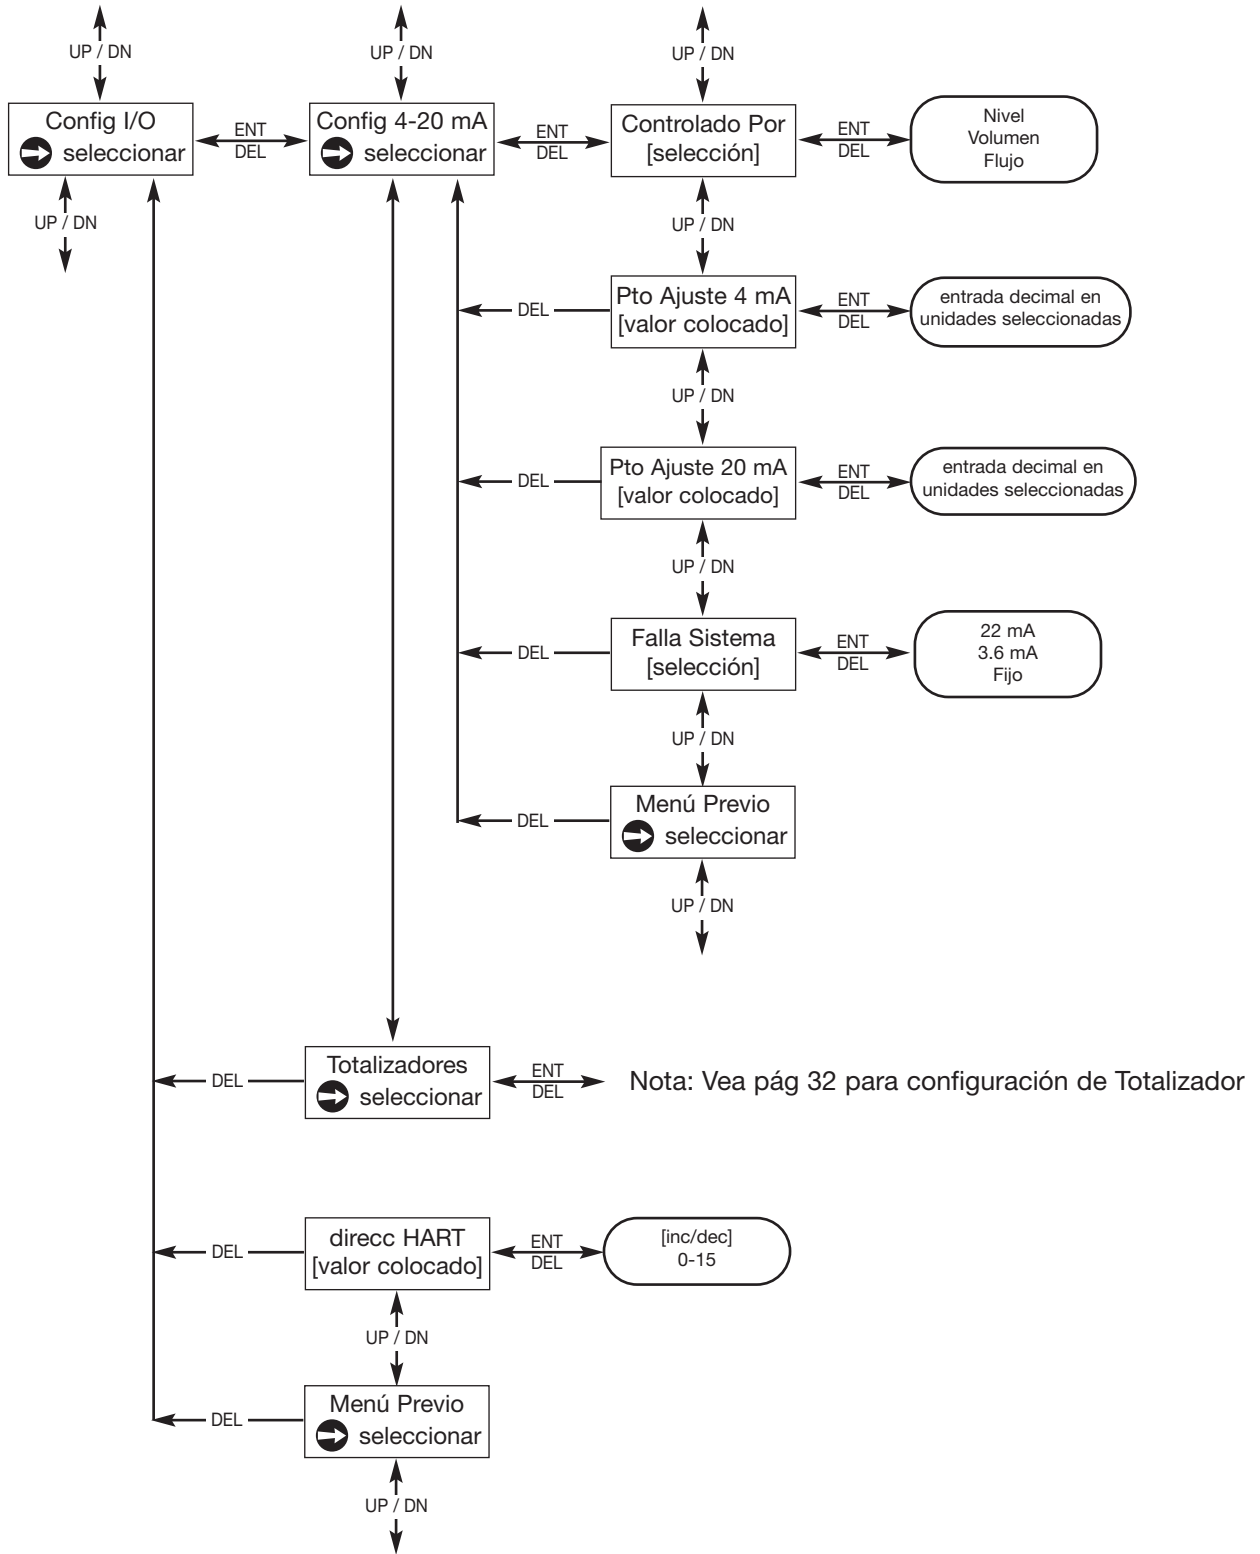 UP / DN
UP / DN
UP / DN
Config I/O
seleccionar
ENT
DEL
Config 4-20 mA
seleccionar
ENT
DEL
Controlado Por
[selección]
ENT
DEL
Nivel
Volumen
Flujo
UP / DN
UP / DN
DEL
Pto Ajuste 4 mA
[valor colocado]
ENT
DEL
entrada decimal en
unidades seleccionadas
UP / DN
DEL
Pto Ajuste 20 mA
[valor colocado]
ENT
DEL
entrada decimal en
unidades seleccionadas
UP / DN
DEL
Falla Sistema
[selección]
ENT
DEL
22 mA
3.6 mA
Fijo
UP / DN
DEL
Menú Previo
seleccionar
UP / DN
DEL
Totalizadores
seleccionar
ENT
DEL
Nota: Vea pág 32 para configuración de Totalizador
DEL
direcc HART
[valor colocado]
ENT
DEL
[inc/dec]
0-15
UP / DN
DEL
Menú Previo
seleccionar
UP / DN